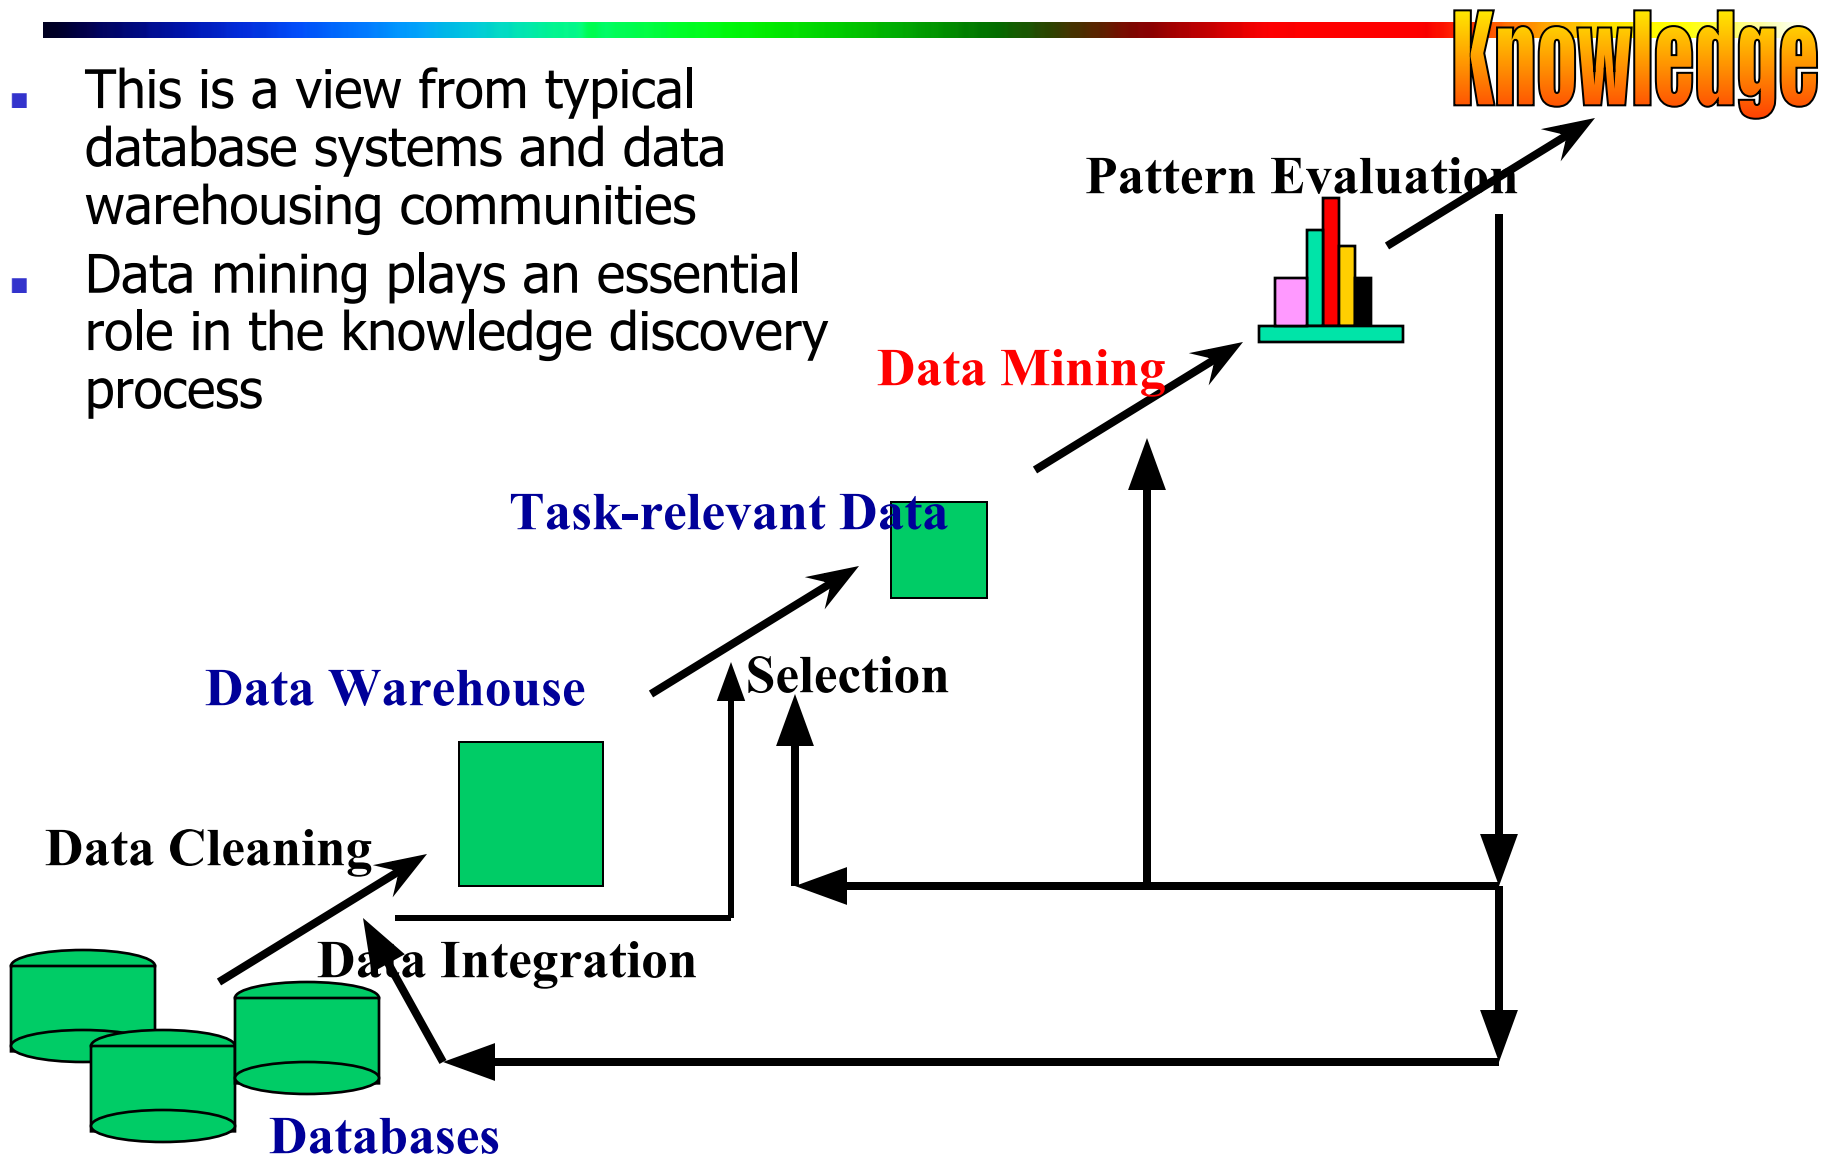 Knowledge
This is a view from typical
database systems and data
warehousing communities
Data mining plays an essential
role in the knowledge discovery
process
Pattern Evaluation
Data Mining
Task-relevant Data
Selection
Data Warehouse
Data Cleaning
Data Integration
Databases